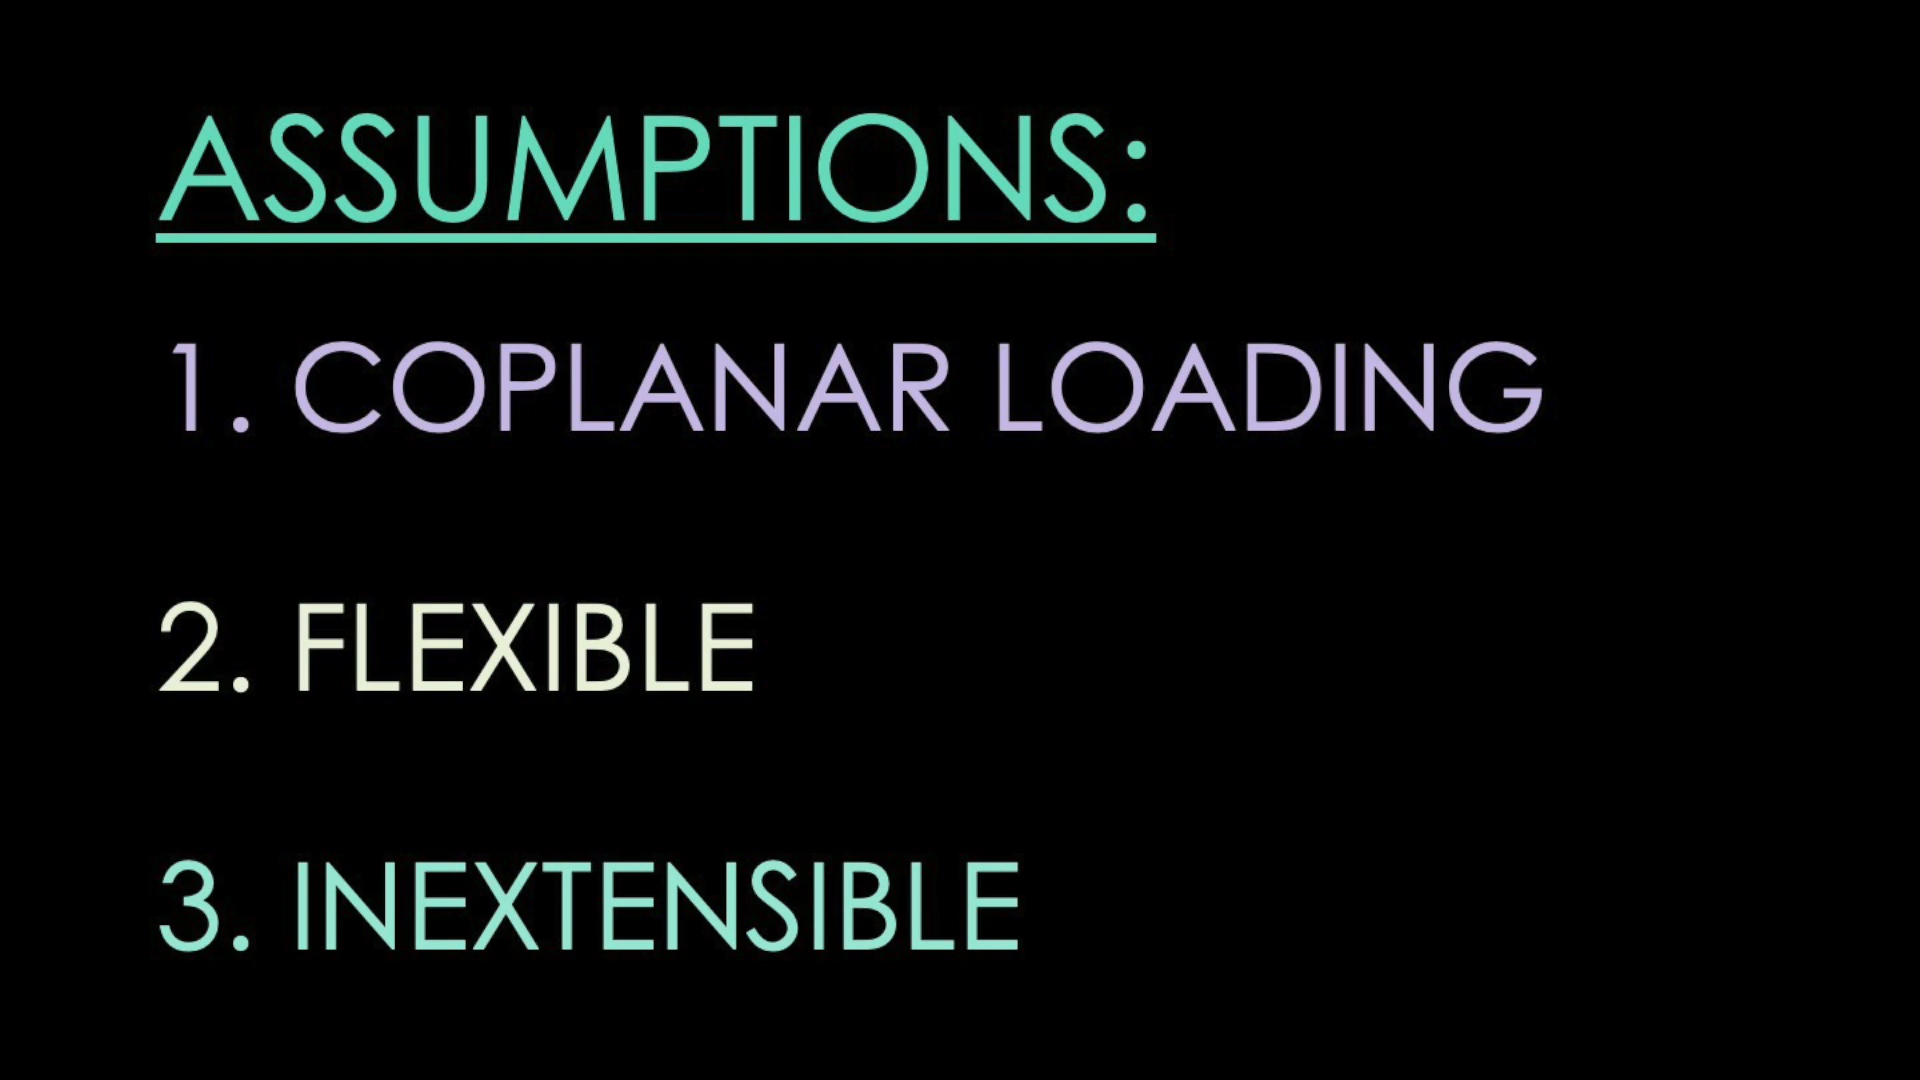 ASSUMPTIONS:
1. COPLANAR LOADING
2. FLEXIBLE
3. INEXTENSIBLE